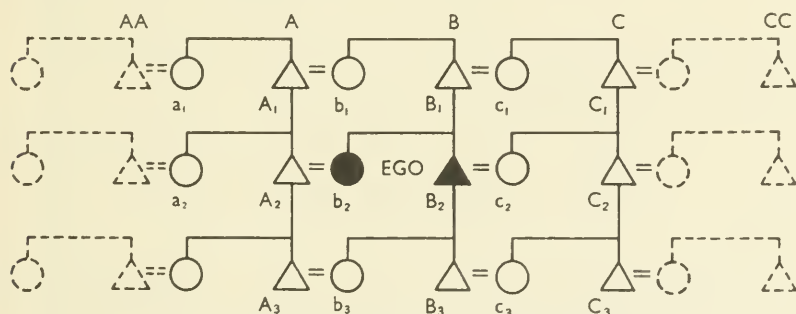 AA A B C CC
a₁ A₁ b₁ B₁ c₁ C₁
EGO
a₂ A₂ b₂ B₂ c₂ C₂
A₃ b₃ B₃ c₃ C₃